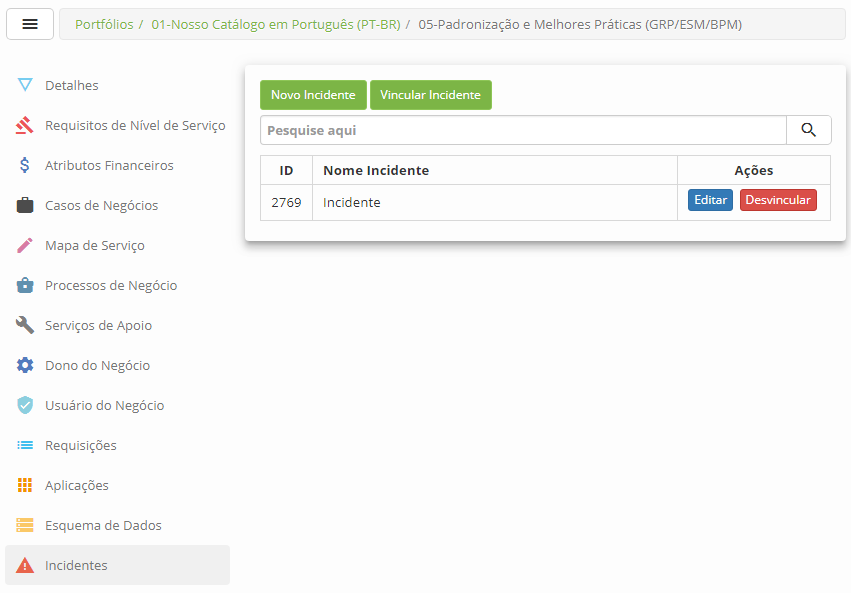 Portfólios / 01-Nosso Catálogo em Português (PT-BR) / 05-Padronização e Melhores Práticas (GRP/ESM/BPM)
Detalhes
Requisitos de Nível de Serviço
Atributos Financeiros
Casos de Negócios
Mapa de Serviço
Processos de Negócio
Serviços de Apoio
Dono do Negócio
Usuário do Negócio
Requisições
Aplicações
Esquema de Dados
Incidentes
Novo Incidente Vincular Incidente
Pesquise aqui
ID Nome Incidente Ações
2769 Incidente Editar Desvincular